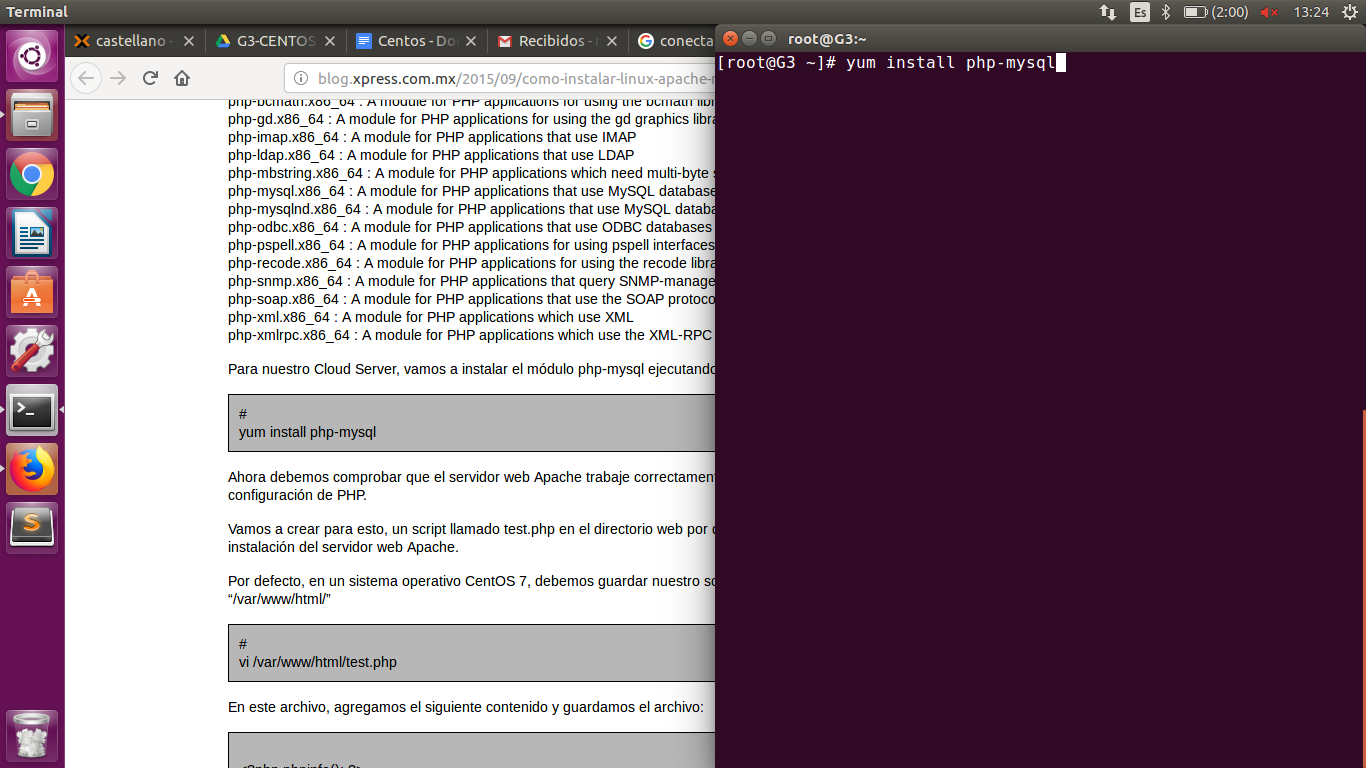 Terminal
Es
(2:00)
13:24
castellano -
G3-CENTOS
Centos - Do
Recibidos -
conecta
root@G3:~
blog.xpress.com.mx/2015/09/como-instalar-linux-apache-
[root@G3 ~]# yum install php-mysql
php-bcmath.x86_64 : A module for PHP applications for using the bcmath libr
php-gd.x86_64 : A module for PHP applications for using the gd graphics libra
php-imap.x86_64 : A module for PHP applications that use IMAP
php-ldap.x86_64 : A module for PHP applications that use LDAP
php-mbstring.x86_64 : A module for PHP applications which need multi-byte
php-mysql.x86_64 : A module for PHP applications that use MySQL database
php-mysqlnd.x86_64 : A module for PHP applications that use MySQL databa
php-odbc.x86_64 : A module for PHP applications that use ODBC databases
php-pspell.x86_64 : A module for PHP applications for using pspell interfaces
php-recode.x86_64 : A module for PHP applications for using the recode libra
php-snmp.x86_64 : A module for PHP applications that query SNMP-manage
php-soap.x86_64 : A module for PHP applications that use the SOAP protoco
php-xml.x86_64 : A module for PHP applications which use XML
php-xmlrpc.x86_64 : A module for PHP applications which use the XML-RPC
Para nuestro Cloud Server, vamos a instalar el módulo php-mysql ejecutando
#
yum install php-mysql
Ahora debemos comprobar que el servidor web Apache trabaje correctament
configuración de PHP.
Vamos a crear para esto, un script llamado test.php en el directorio web por
instalación del servidor web Apache.
Por defecto, en un sistema operativo CentOS 7, debemos guardar nuestro
“/var/www/html/”
#
vi /var/www/html/test.php
En este archivo, agregamos el siguiente contenido y guardamos el archivo:
<?php phpinfo(); ?>